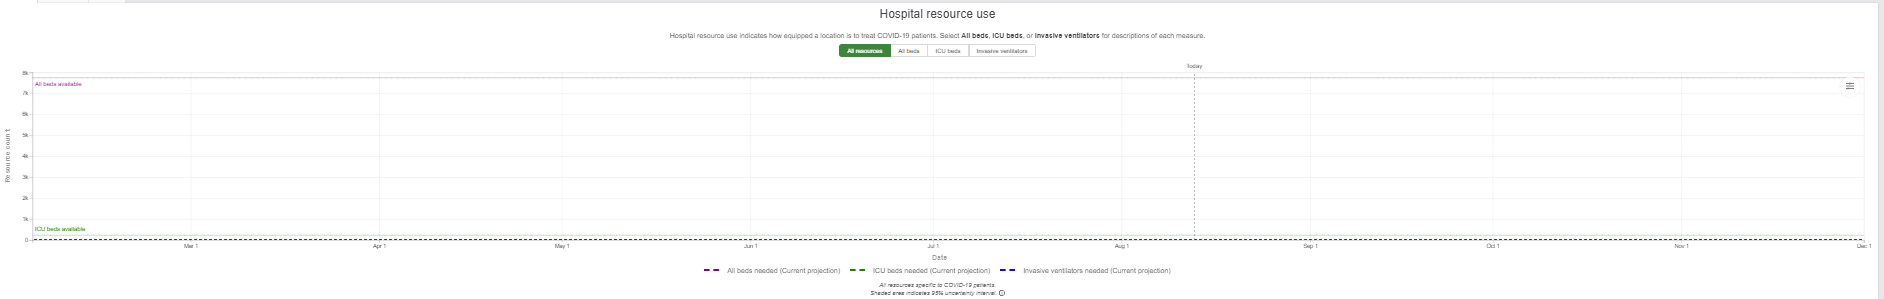 Hospital resource use
Hospital resource use indicates how equipped a location is to treat COVID-19 patients. Select All beds, ICU beds, or Invasive ventilators for descriptions of each measure.
All resources All beds ICU beds Invasive ventilators
Today
8k
All beds available
7k
6k
5k
4k
3k
2k
1k
ICU beds available
0
Resource count
Mar 1 Apr 1 May 1 Jun 1 Jul 1 Aug 1 Sep 1 Oct 1 Nov 1 Dec 1
Date
All beds needed (Current projection) ICU beds needed (Current projection) Invasive ventilators needed (Current projection)
All resources specific to COVID-19 patients.
Shaded area indicates 95% uncertainty interval.